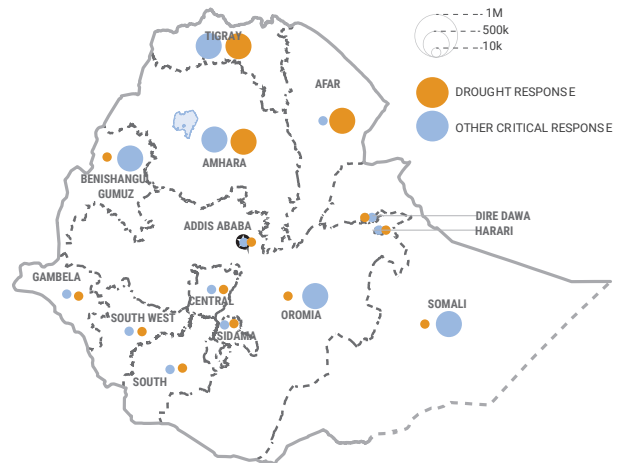 1M
500k
10k
TIGRAY
AFAR
DROUGHT RESPONSE
OTHER CRITICAL RESPONSE
AMHARA
BENISHANGUL
GUMUZ
DIRE DAWA
ADDIS ABABA
HARARI
GAMBELA
CENTRAL
SOMALI
OROMIA
SOUTH WEST
SIDAMA
SOUTH